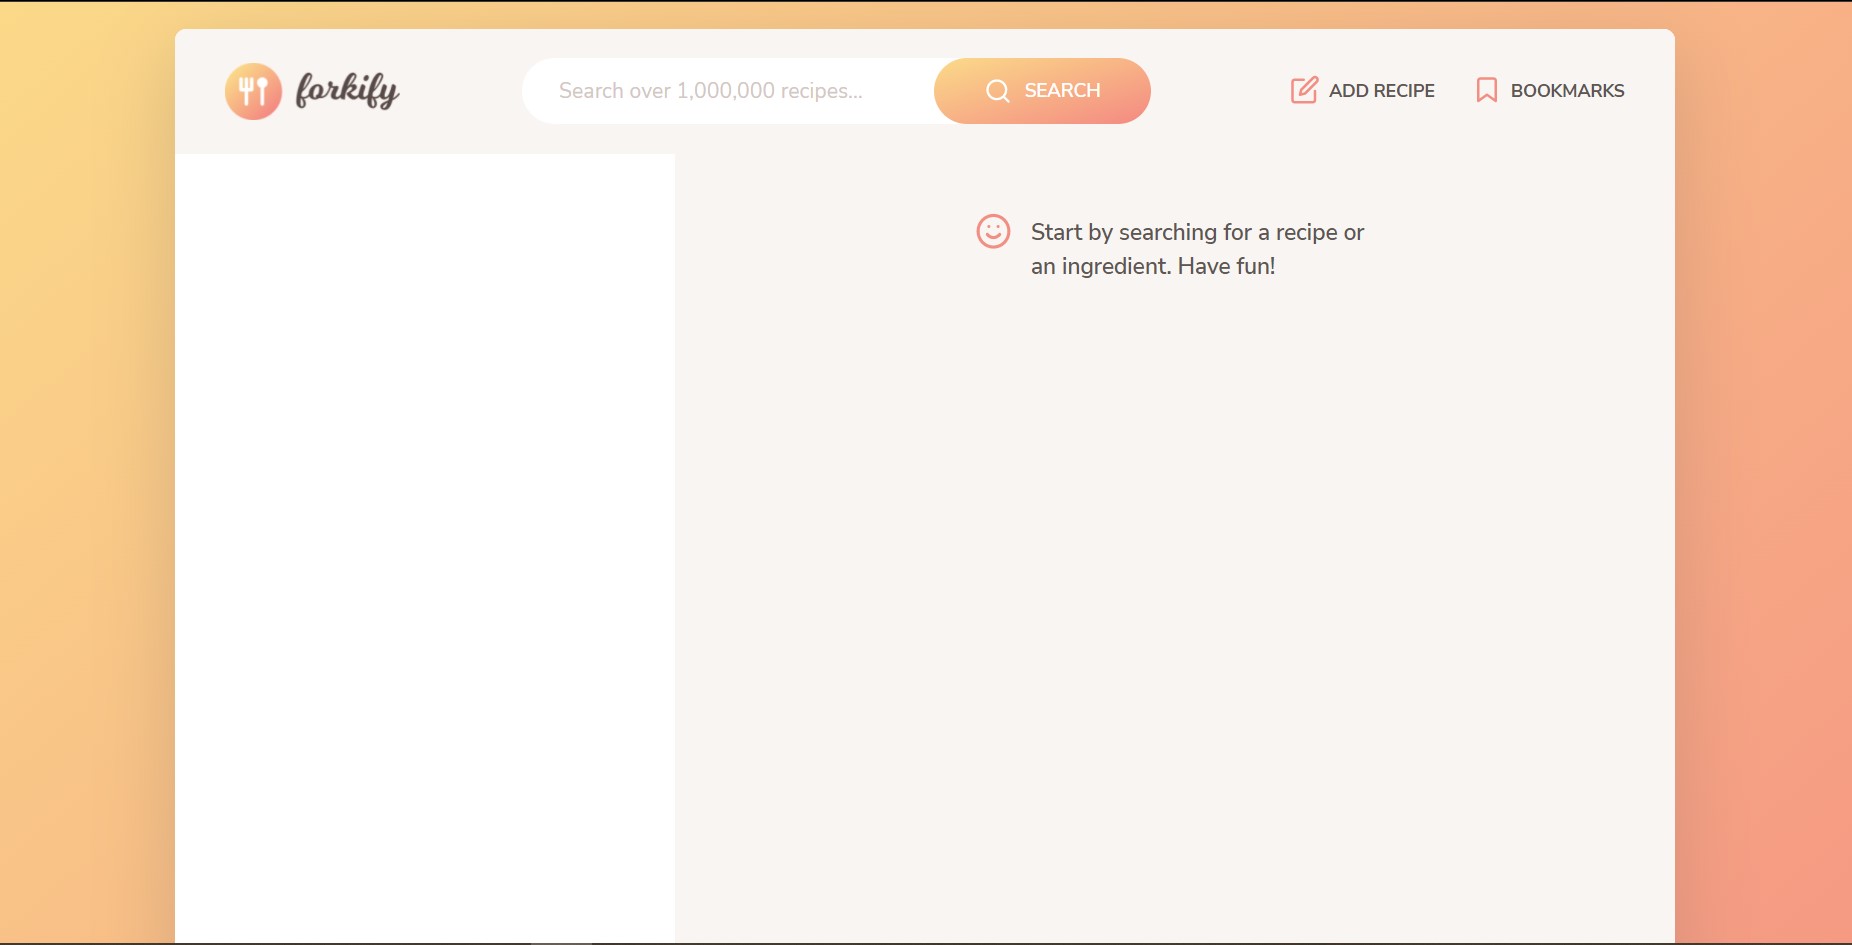 forkify
Search over 1,000,000 recipes...
SEARCH
ADD RECIPE
BOOKMARKS
Start by searching for a recipe or
an ingredient. Have fun!